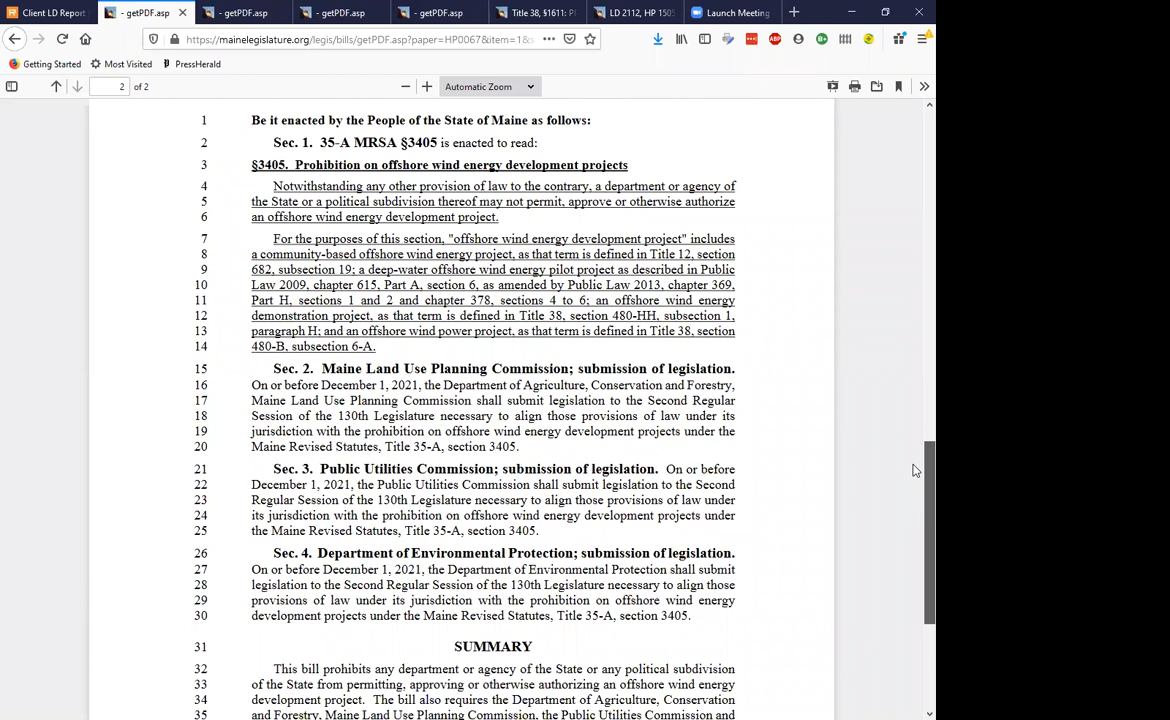 Client LD Report
- getPDF.asp
- getPDF.asp
- getPDF.asp
- getPDF.asp
Title 38, §1611: P
LD 2112, HP 150
Launch Meeting
https://mainelegislature.org/legis/bills/getPDF.asp?paper=HP0067&item=1&s
Getting Started
Most Visited
PressHerald
2 of 2
Automatic Zoom
1 Be it enacted by the People of the State of Maine as follows:
2 Sec. 1. 35-A MRSA §3405 is enacted to read:
3 §3405. Prohibition on offshore wind energy development projects
4 Notwithstanding any other provision of law to the contrary, a department or agency of
5 the State or a political subdivision thereof may not permit, approve or otherwise authorize
6 an offshore wind energy development project.
7 For the purposes of this section, "offshore wind energy development project" includes
8 a community-based offshore wind energy project, as that term is defined in Title 12, section
9 682, subsection 19; a deep-water offshore wind energy pilot project as described in Public
10 Law 2009, chapter 615, Part A, section 6, as amended by Public Law 2013, chapter 369,
11 Part H, sections 1 and 2 and chapter 378, sections 4 to 6; an offshore wind energy
12 demonstration project, as that term is defined in Title 38, section 480-HH, subsection 1,
13 paragraph H; and an offshore wind power project, as that term is defined in Title 38, section
14 480-B, subsection 6-A.
15 Sec. 2. Maine Land Use Planning Commission; submission of legislation.
16 On or before December 1, 2021, the Department of Agriculture, Conservation and Forestry,
17 Maine Land Use Planning Commission shall submit legislation to the Second Regular
18 Session of the 130th Legislature necessary to align those provisions of law under its
19 jurisdiction with the prohibition on offshore wind energy development projects under the
20 Maine Revised Statutes, Title 35-A, section 3405.
21 Sec. 3. Public Utilities Commission; submission of legislation. On or before
22 December 1, 2021, the Public Utilities Commission shall submit legislation to the Second
23 Regular Session of the 130th Legislature necessary to align those provisions of law under
24 its jurisdiction with the prohibition on offshore wind energy development projects under
25 the Maine Revised Statutes, Title 35-A, section 3405.
26 Sec. 4. Department of Environmental Protection; submission of legislation.
27 On or before December 1, 2021, the Department of Environmental Protection shall submit
28 legislation to the Second Regular Session of the 130th Legislature necessary to align those
29 provisions of law under its jurisdiction with the prohibition on offshore wind energy
30 development projects under the Maine Revised Statutes, Title 35-A, section 3405.
31 SUMMARY
32 This bill prohibits any department or agency of the State or any political subdivision
33 of the State from permitting, approving or otherwise authorizing an offshore wind energy
34 development project. The bill also requires the Department of Agriculture, Conservation
35 and Forestry, Maine Land Use Planning Commission, the Public Utilities Commission and